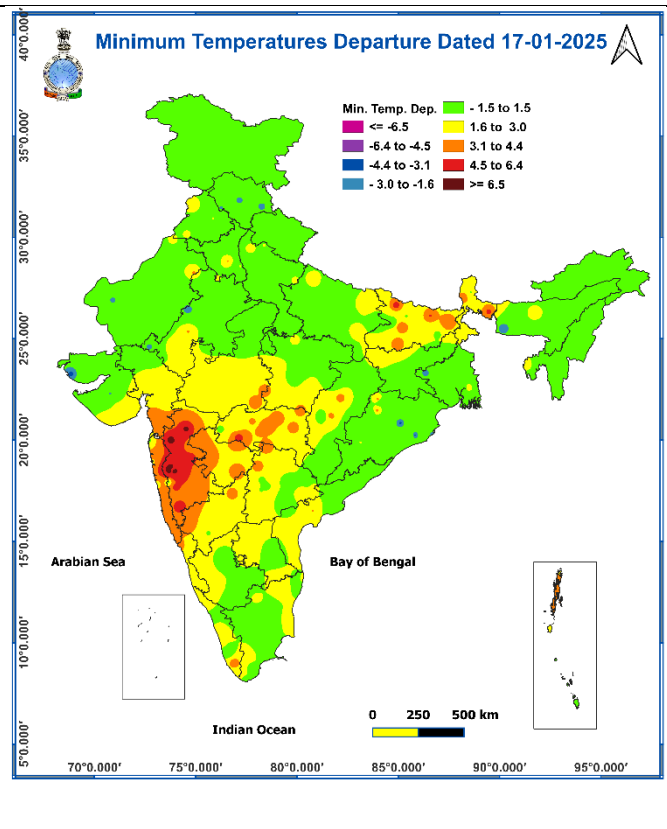 Minimum Temperatures Departure Dated 17-01-2025
Min. Temp. Dep.
<= -6.5
-6.4 to -4.5
-4.4 to -3.1
- 3.0 to -1.6
- 1.5 to 1.5
1.6 to 3.0
3.1 to 4.4
4.5 to 6.4
>= 6.5
40°0.000'
35°0.000'
30°0.000'
25°0.000'
20°0.000'
15°0.000'
10°0.000'
5°0.000'
Arabian Sea
Bay of Bengal
Indian Ocean
0 250 500 km
70°0.000' 75°0.000' 80°0.000' 85°0.000' 90°0.000' 95°0.000'